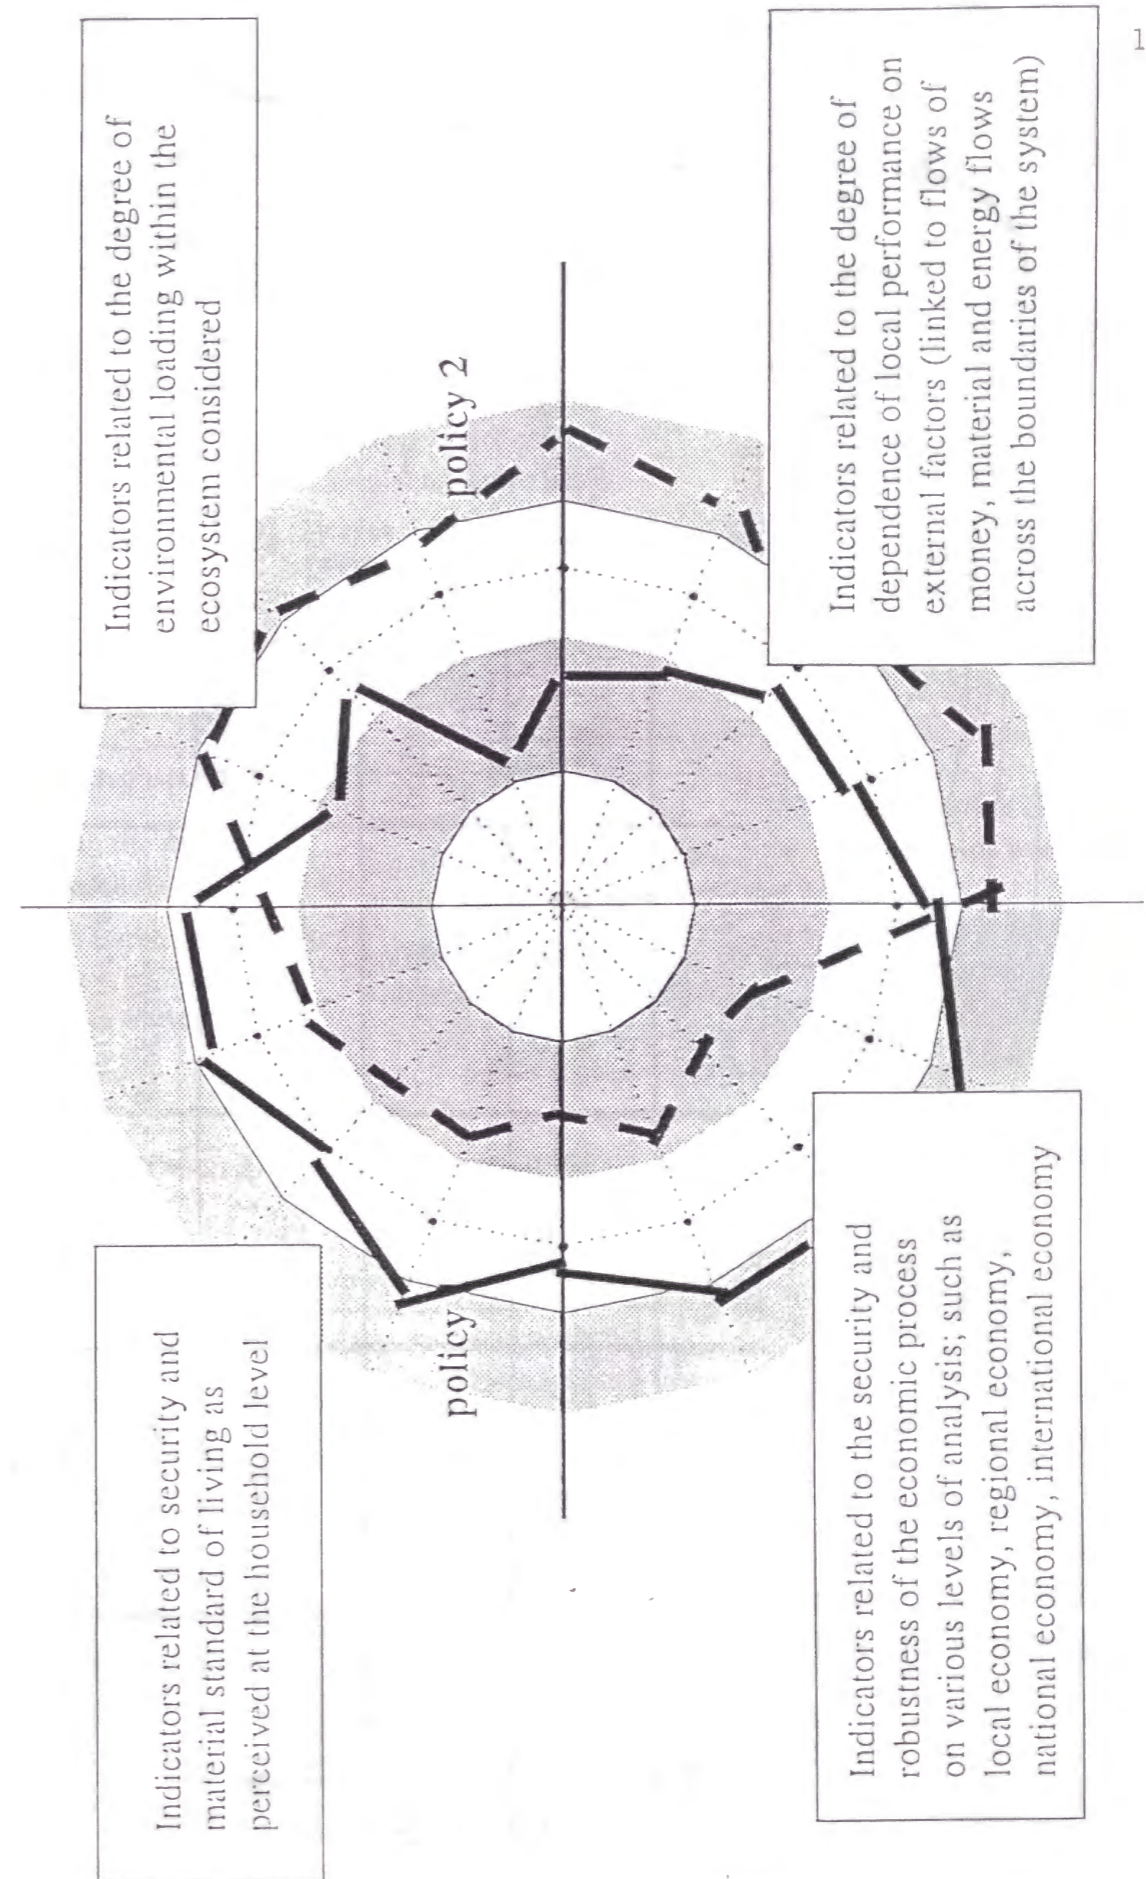 Indicators related to security and
material standard of living as
perceived at the household level
Indicators related to the degree of
environmental loading within the
ecosystem considered
policy
policy 2
Indicators related to the security and
robustness of the economic process
on various levels of analysis; such as
local economy, regional economy,
national economy, international economy
Indicators related to the degree of
dependence of local performance on
external factors (linked to flows of
money, material and energy flows
across the boundaries of the system)
1